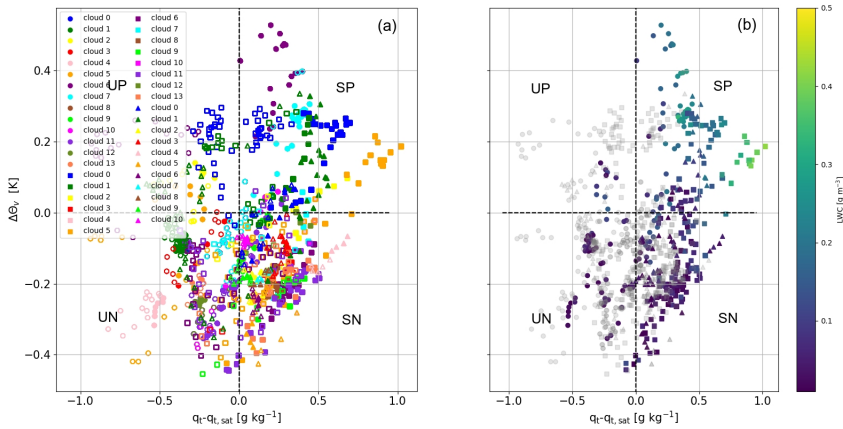 (a)
cloud 0
cloud 1
cloud 2
cloud 3
cloud 4
cloud 5
cloud 6
cloud 7
cloud 8
cloud 9
cloud 10
cloud 11
cloud 12
cloud 13
cloud 0
cloud 1
cloud 2
cloud 3
cloud 4
cloud 5
cloud 6
cloud 7
cloud 8
cloud 9
cloud 10
cloud 11
cloud 12
cloud 13
cloud 0
cloud 1
cloud 2
cloud 3
cloud 4
cloud 5
cloud 6
cloud 7
cloud 8
cloud 9
cloud 10
UP
SP
UN
SN
0.4
0.2
0.0
−0.2
−0.4
ΔΘv [K]
−1.0
−0.5
0.0
0.5
1.0
qt-qt, sat [g kg−1]
(b)
UP
SP
UN
SN
−1.0
−0.5
0.0
0.5
1.0
qt-qt, sat [g kg−1]
0.5
0.4
0.3
0.2
0.1
LWC [g m−3]